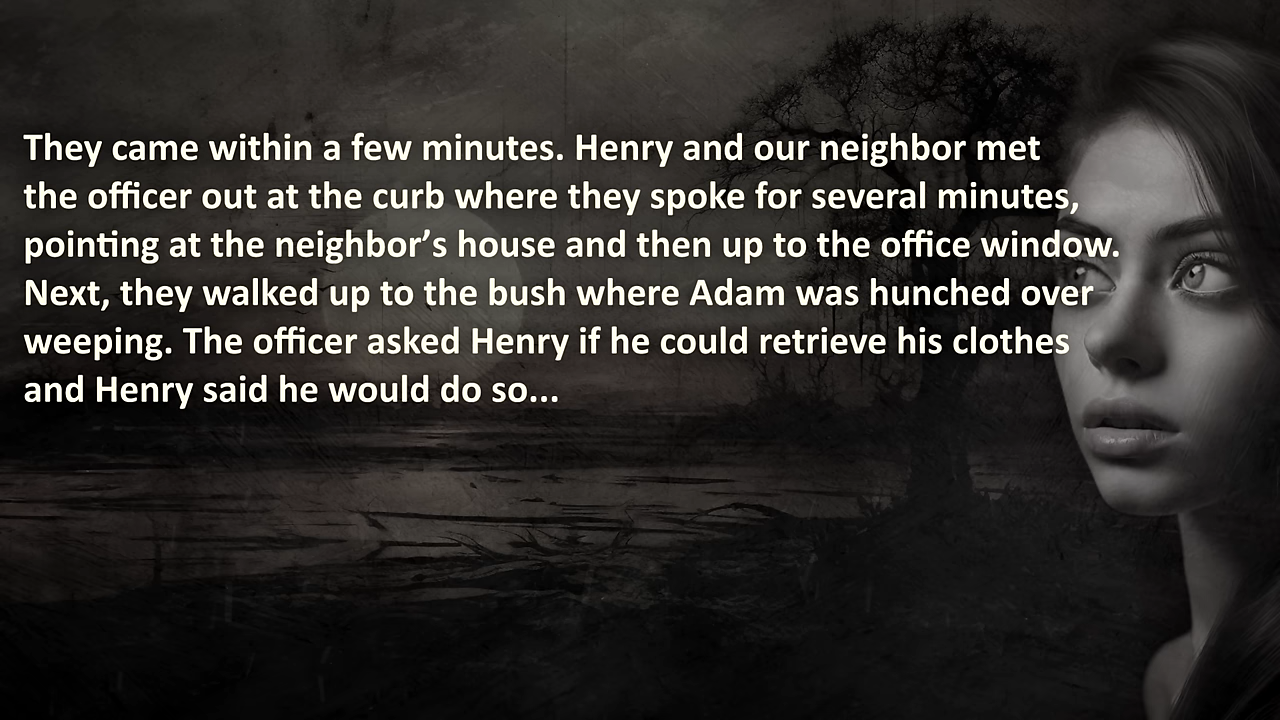 They came within a few minutes. Henry and our neighbor met
the officer out at the curb where they spoke for several minutes,
pointing at the neighbor’s house and then up to the office window.
Next, they walked up to the bush where Adam was hunched over
weeping. The officer asked Henry if he could retrieve his clothes
and Henry said he would do so...